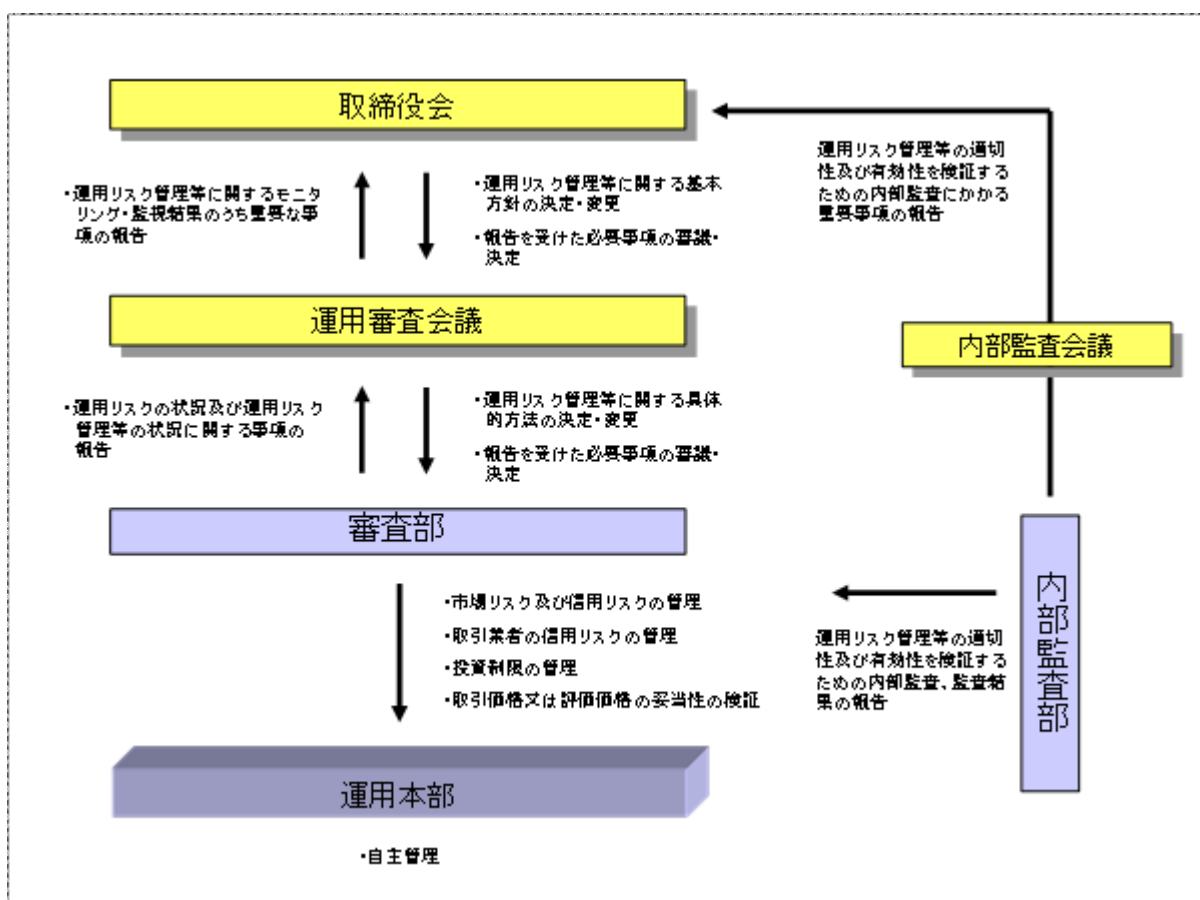 取締役会
・運用リスク管理等に関するモニタ
リング・監視結果のうち重要な事
項の報告
・運用リスク管理等に関する基本
方針の決定・変更
・報告を受けた必要事項の審議・
決定
運用リスク管理等の適切
性及び有効性を検証する
ための内部監査にかかる
重要事項の報告
運用審査会議
内部監査会議
・運用リスクの状況及び運用リスク
管理等の状況に関する事項の
報告
・運用リスク管理等に関する具体
的方法の決定・変更
・報告を受けた必要事項の審議・
決定
審査部
・市場リスク及び信用リスクの管理
・取引業者の信用リスクの管理
・投資制限の管理
・取引価格又は評価価格の妥当性の検証
運用リスク管理等の適切
性及び有効性を検証する
ための内部監査、監査結
果の報告
内部監査部
運用本部
・自主管理